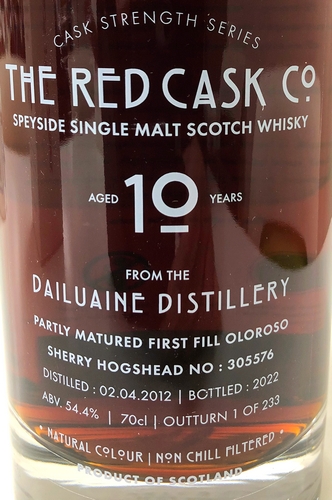 CASK STRENGTH SERIES
THE RED CASK Co
SPEYSIDE SINGLE MALT SCOTCH WHISKY
AGED 10 YEARS
FROM THE
DAILUAINE DISTILLERY
PARTLY MATURED FIRST FILL OLOROSO
SHERRY HOGSHEAD NO : 305576
DISTILLED : 02.04.2012 | BOTTLED : 2022
ABV. 54.4% | 70cl | OUTTURN 1 OF 233
• NATURAL COLOUR | NON CHILL FILTERED •
PRODUCT OF SCOTLAND